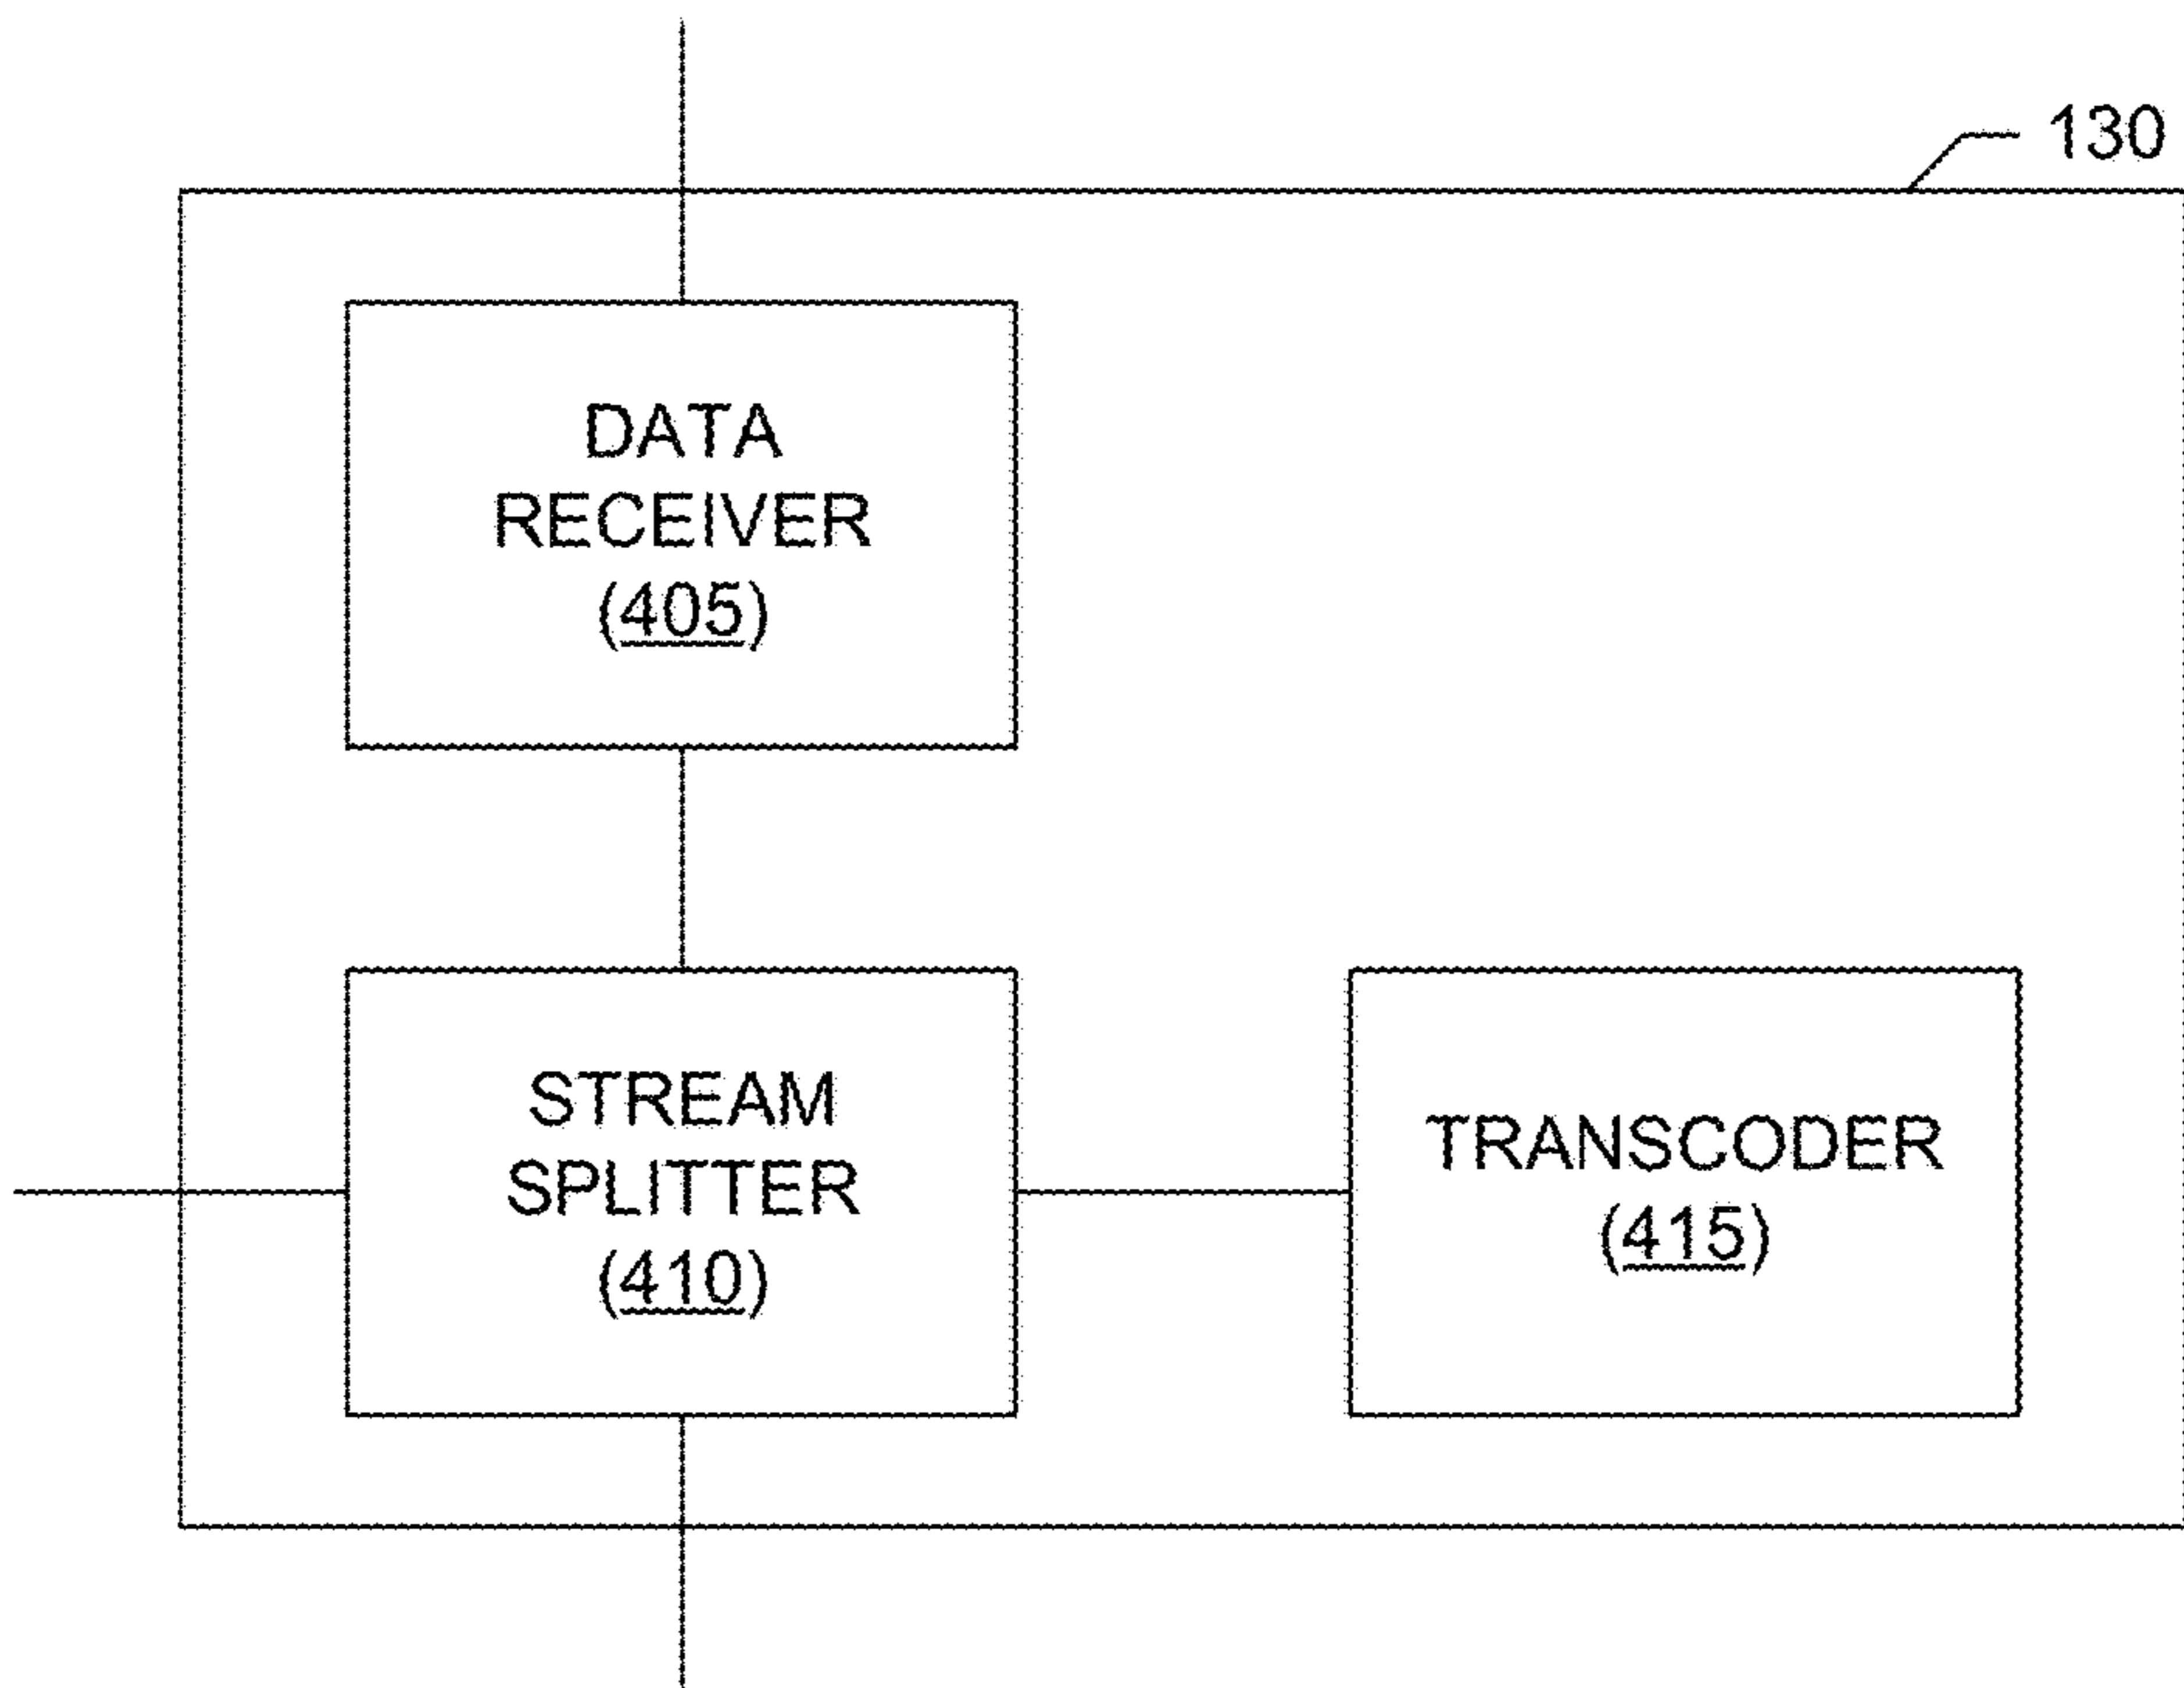 130
DATA
RECEIVER
(405)
STREAM
SPLITTER
(410)
TRANSCODER
(415)